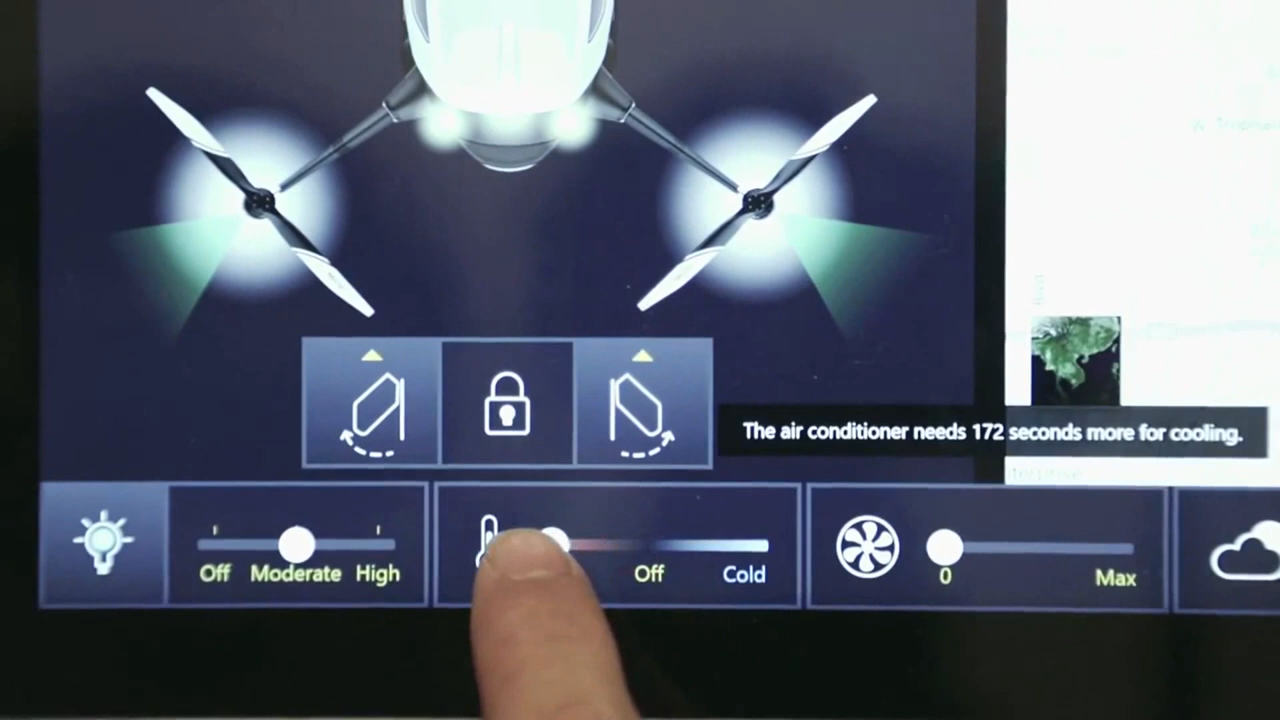 The air conditioner needs 172 seconds more for cooling.
Off Moderate High
Off Cold
0 Max